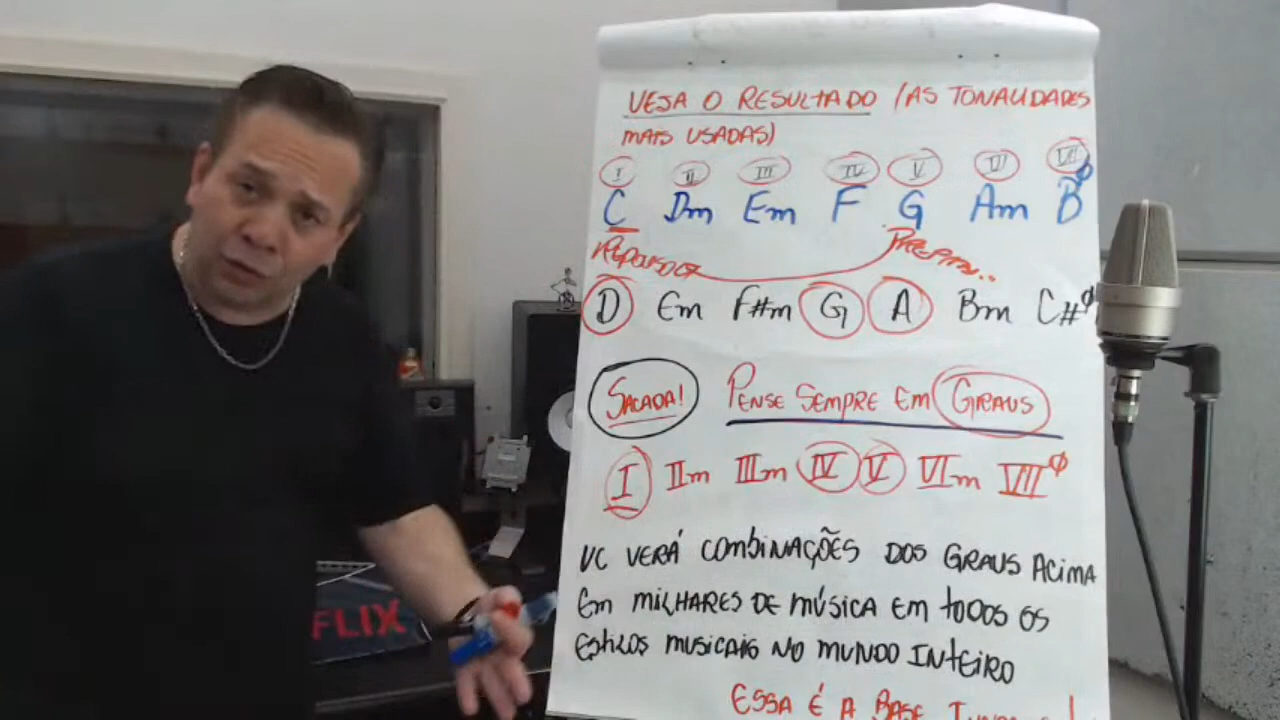 VEJA O RESULTADO (AS TONALIDADES
MAIS USADAS)
I II III IV V VI VII
C Dm Em F G Am Bø
D Em F#m G A Bm C#ø
SACADA! PENSE SEMPRE EM GRAUS
I IIm IIIm IV V VIm VIIø
VC VERÁ COMBINAÇÕES DOS GRAUS ACIMA
EM MILHARES DE MÚSICA EM TODOS OS
ESTILOS MUSICAIS NO MUNDO INTEIRO
ESSA É A BASE
FLIX